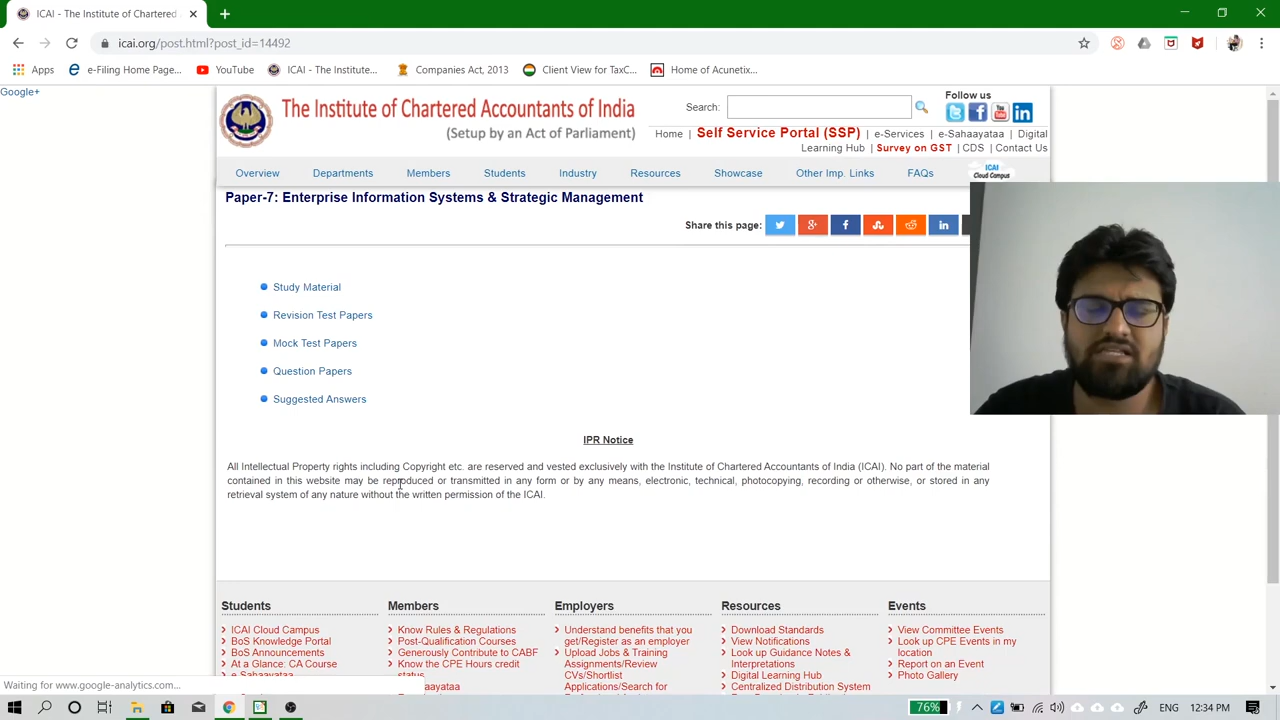 ICAI - The Institute of Chartered A
icai.org/post.html?post_id=14492
Apps
e-Filing Home Page...
YouTube
ICAI - The Institute...
Companies Act, 2013
Client View for TaxC...
Home of Acunetix...
Google+
The Institute of Chartered Accountants of India
(Setup by an Act of Parliament)
Search:
Follow us
Home | Self Service Portal (SSP) | e-Services | e-Sahaayataa | Digital
Learning Hub | Survey on GST | CDS | Contact Us
Overview
Departments
Members
Students
Industry
Resources
Showcase
Other Imp. Links
FAQs
ICAI
Cloud Campus
Paper-7: Enterprise Information Systems & Strategic Management
Share this page:
Study Material
Revision Test Papers
Mock Test Papers
Question Papers
Suggested Answers
IPR Notice
All Intellectual Property rights including Copyright etc. are reserved and vested exclusively with the Institute of Chartered Accountants of India (ICAI). No part of the material
contained in this website may be reproduced or transmitted in any form or by any means, electronic, technical, photocopying, recording or otherwise, or stored in any
retrieval system of any nature without the written permission of the ICAI.
Students
ICAI Cloud Campus
BoS Knowledge Portal
BoS Announcements
At a Glance: CA Course
e-Sahaayataa
Members
Know Rules & Regulations
Post-Qualification Courses
Generously Contribute to CABF
Know the CPE Hours credit
status
aayataa
Employers
Understand benefits that you
get/Register as an employer
Upload Jobs & Training
Assignments/Review
CVs/Shortlist
Applications/Search for
Resources
Download Standards
View Notifications
Look up Guidance Notes &
Interpretations
Digital Learning Hub
Centralized Distribution System
Events
View Committee Events
Look up CPE Events in my
location
Report on an Event
Photo Gallery
Waiting for www.google-analytics.com...
76%
ENG
12:34 PM